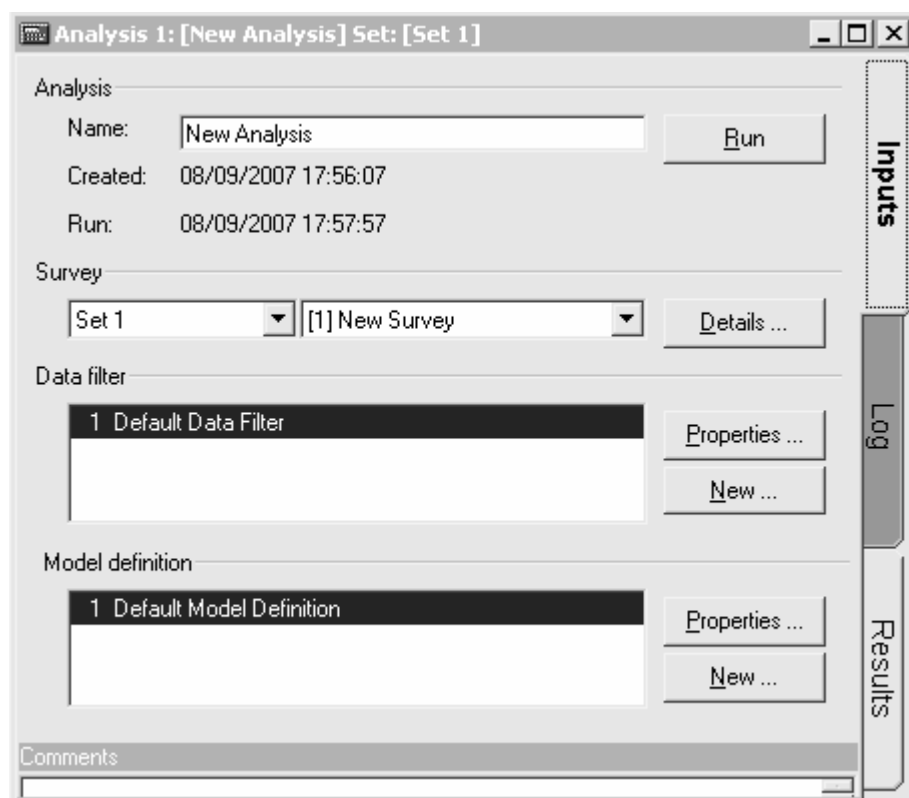 Analysis 1: [New Analysis] Set: [Set 1]
Analysis
Name: New Analysis Run
Created: 08/09/2007 17:56:07
Run: 08/09/2007 17:57:57
Survey
Set 1 [1] New Survey Details ...
Data filter
1 Default Data Filter
Properties ...
New ...
Model definition
1 Default Model Definition
Properties ...
New ...
Comments
Inputs
Log
Results